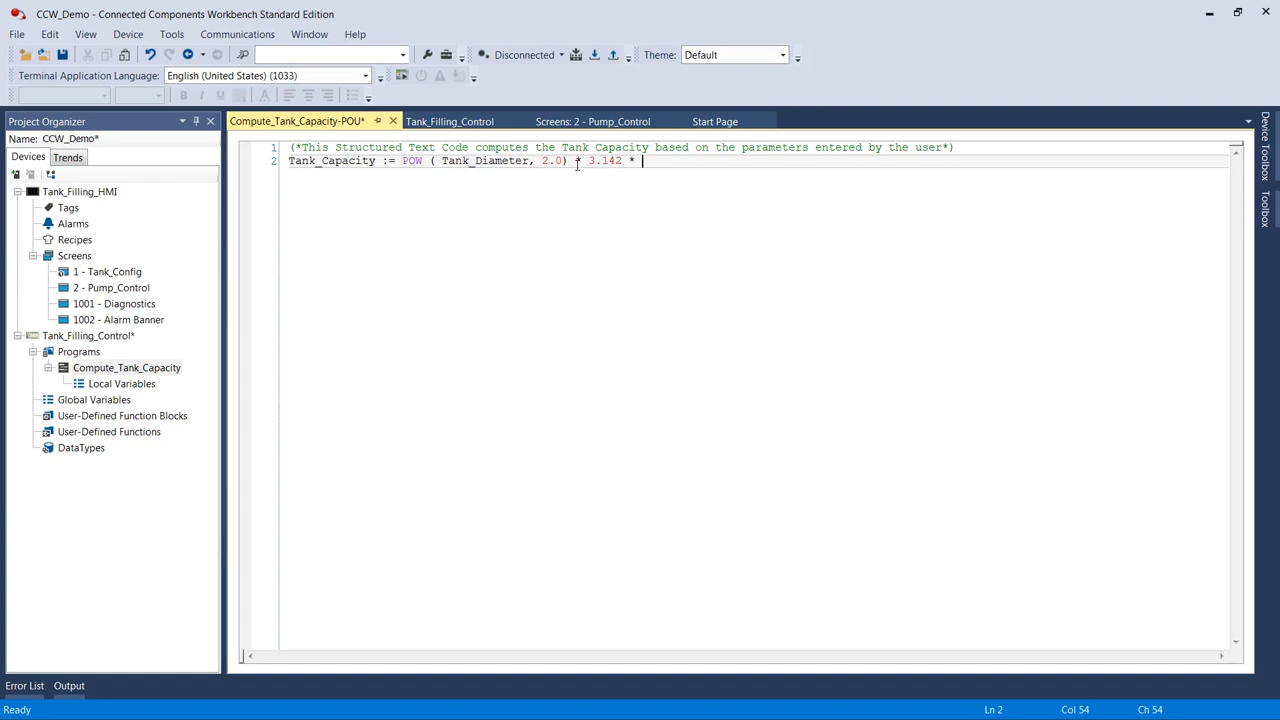 CCW_Demo - Connected Components Workbench Standard Edition
File Edit View Device Tools Communications Window Help
Disconnected Theme: Default
Terminal Application Language: English (United States) (1033)
Project Organizer
Compute_Tank_Capacity-POU* Tank_Filling_Control Screens: 2 - Pump_Control Start Page
Name: CCW_Demo*
Devices Trends
Tank_Filling_HMI
Tags
Alarms
Recipes
Screens
1 - Tank_Config
2 - Pump_Control
1001 - Diagnostics
1002 - Alarm Banner
Tank_Filling_Control*
Programs
Compute_Tank_Capacity
Local Variables
Global Variables
User-Defined Function Blocks
User-Defined Functions
DataTypes
1 (*This Structured Text Code computes the Tank Capacity based on the parameters entered by the user*)
2 Tank_Capacity := POW ( Tank_Diameter, 2.0) * 3.142 *
Device Toolbox
Toolbox
Error List Output
Ready Ln 2 Col 54 Ch 54